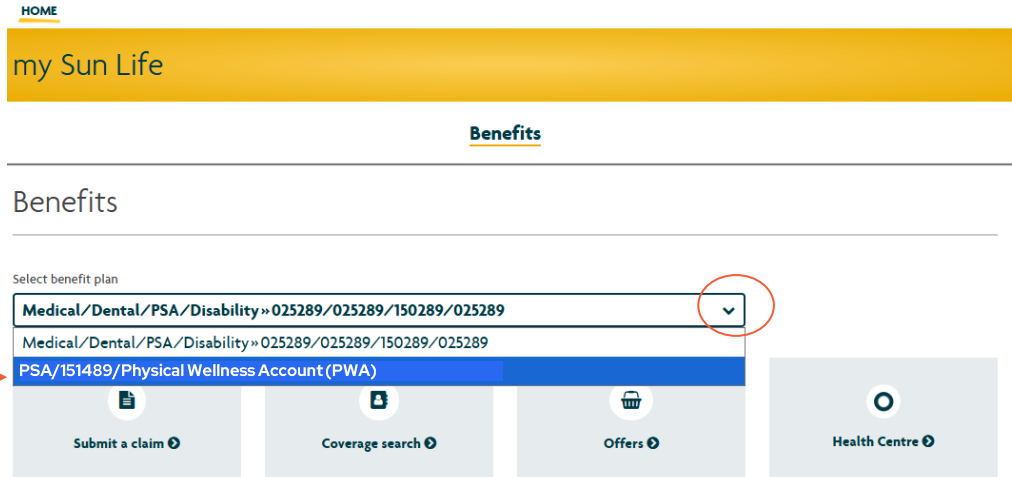 HOME
my Sun Life
Benefits
Benefits
Select benefit plan
Medical/Dental/PSA/Disability»025289/025289/150289/025289
Medical/Dental/PSA/Disability»025289/025289/150289/025289
PSA/151489/Physical Wellness Account (PWA)
Submit a claim
Coverage search
Offers
Health Centre